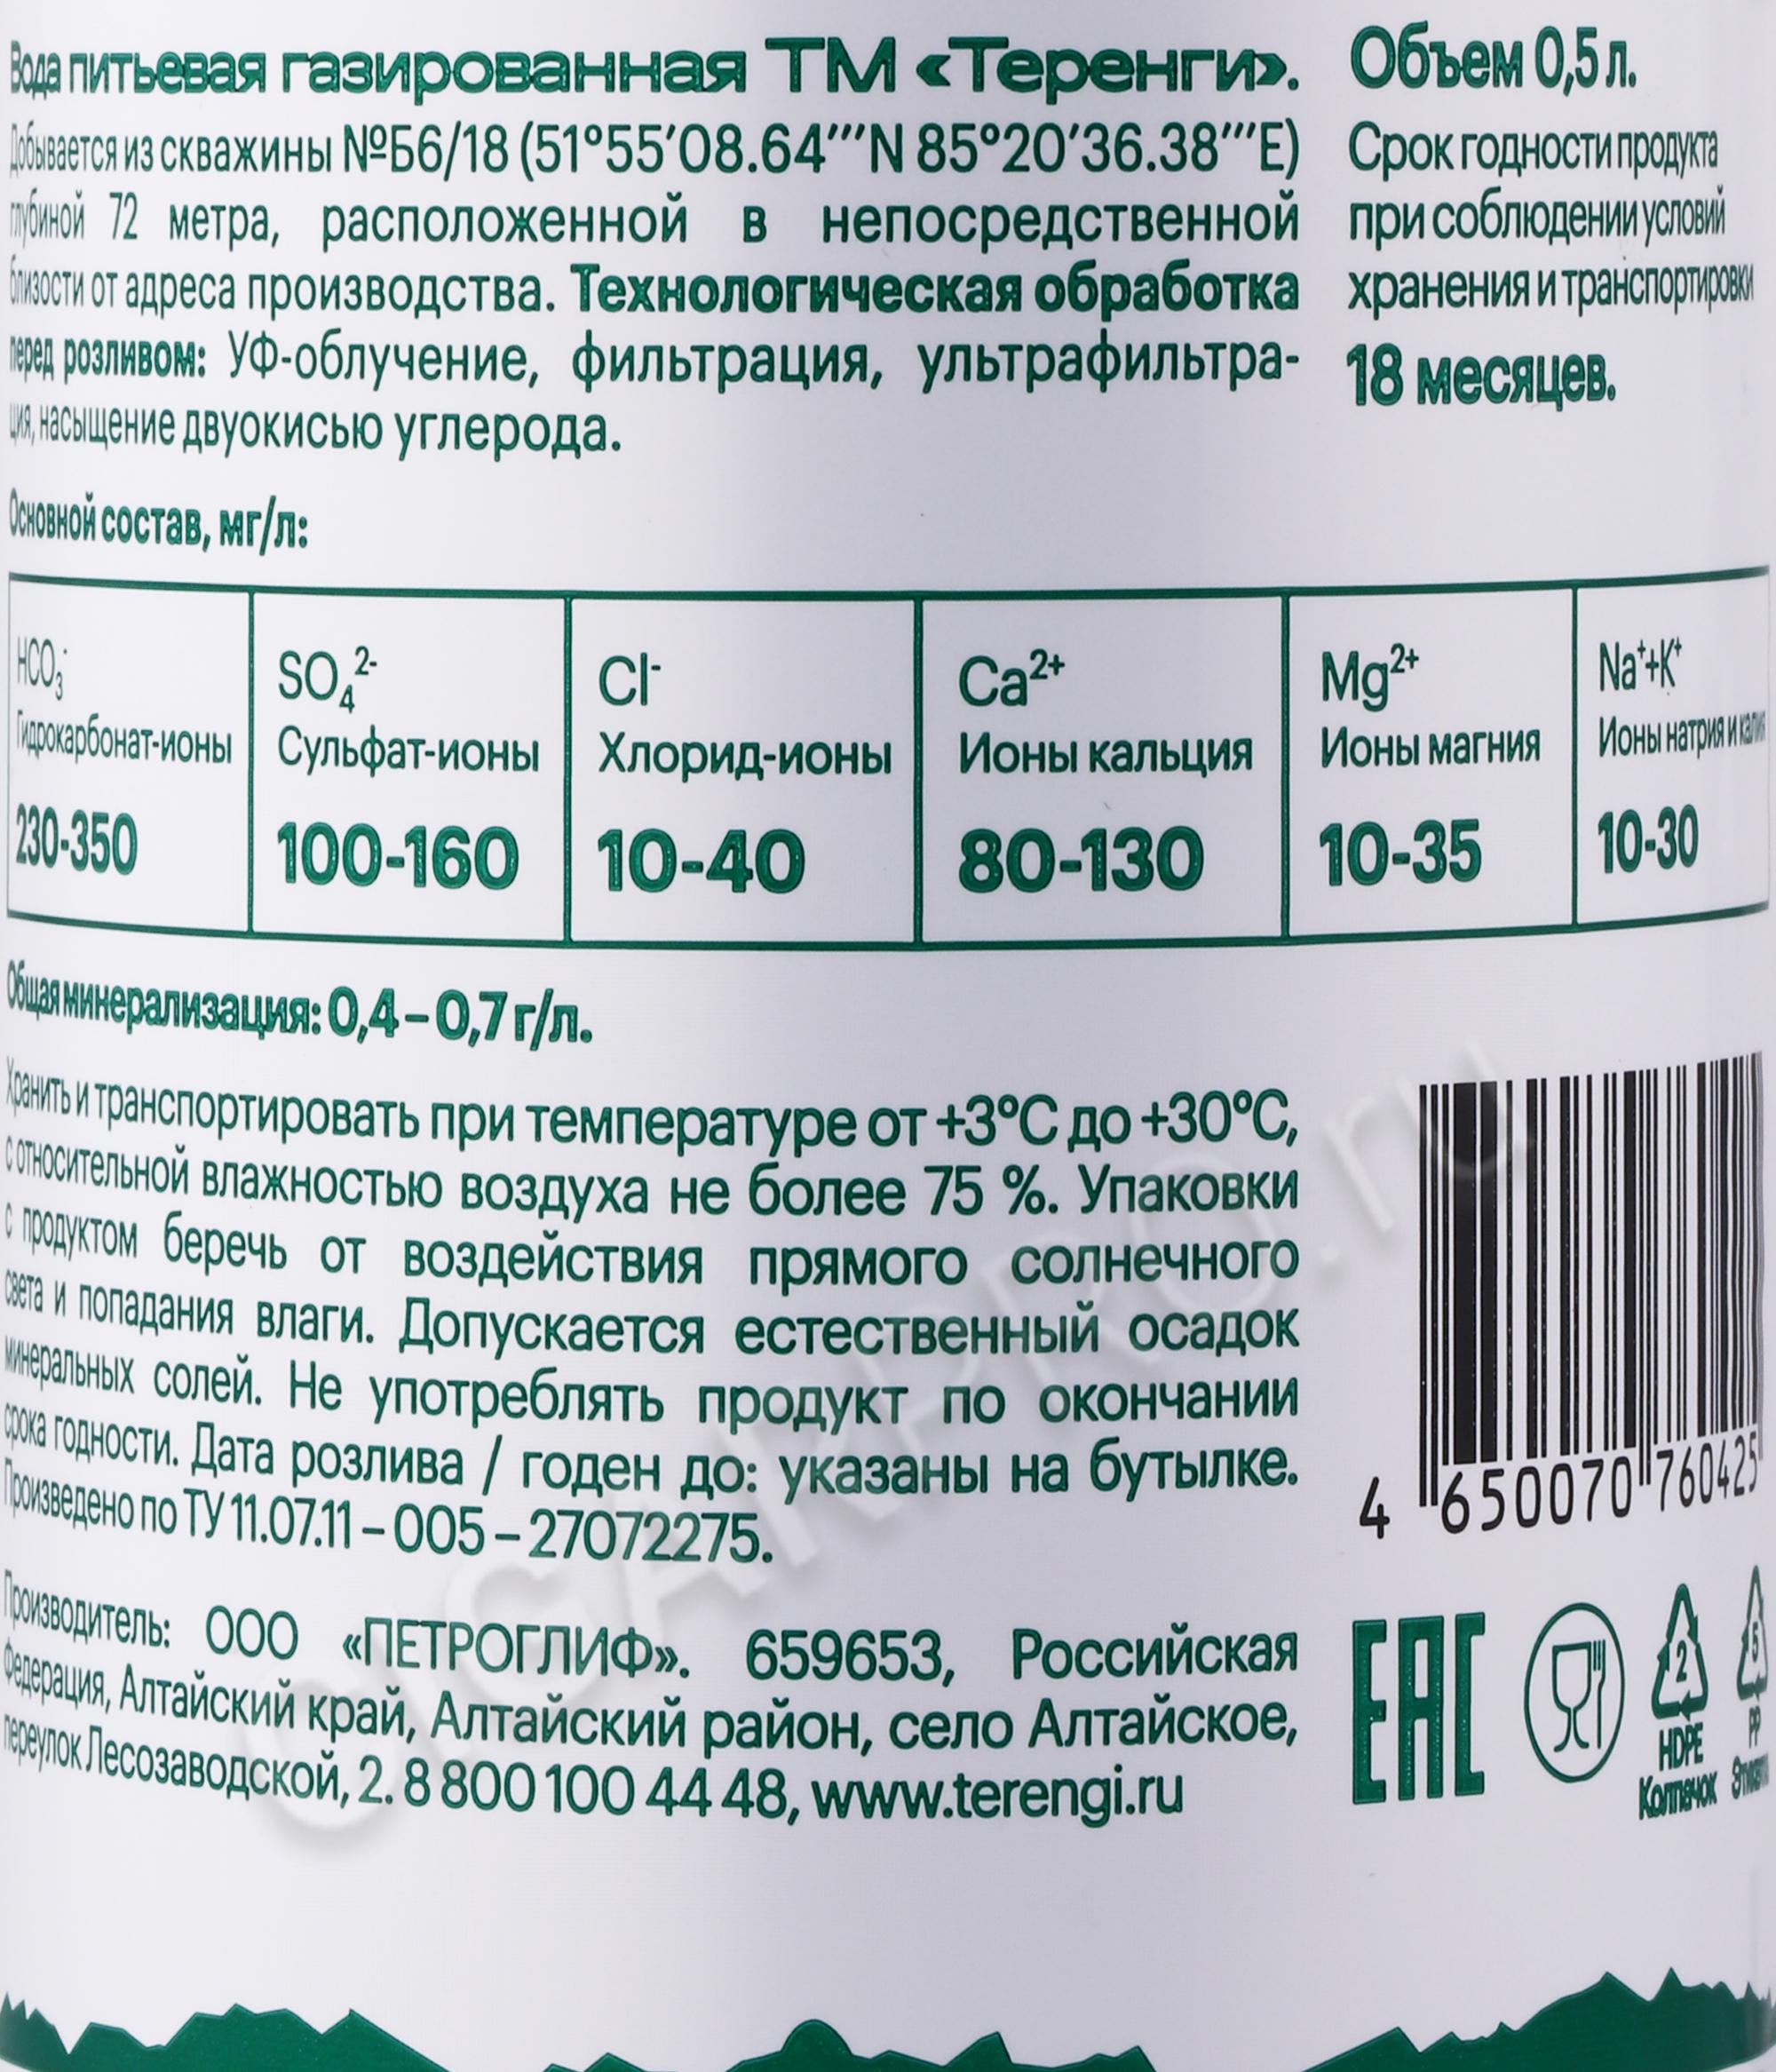 Вода питьевая газированная ТМ «Теренги».
Добывается из скважины №Б6/18 (51°55′08.64‴N 85°20′36.38‴E)
глубиной 72 метра, расположенной в непосредственной
близости от адреса производства. Технологическая обработка
перед розливом: УФ-облучение, фильтрация, ультрафильтра-
ция, насыщение двуокисью углерода.
Объем 0,5 л.
Срок годности продукта
при соблюдении условий
хранения и транспортировки
18 месяцев.
Основной состав, мг/л:
HCO₃⁻ SO₄²⁻ Cl⁻ Ca²⁺ Mg²⁺ Na⁺+K⁺
Гидрокарбонат-ионы Сульфат-ионы Хлорид-ионы Ионы кальция Ионы магния Ионы натрия и калия
230-350 100-160 10-40 80-130 10-35 10-30
Общая минерализация: 0,4 – 0,7 г/л.
Хранить и транспортировать при температуре от +3°С до +30°С,
с относительной влажностью воздуха не более 75 %. Упаковки
с продуктом беречь от воздействия прямого солнечного
света и попадания влаги. Допускается естественный осадок
минеральных солей. Не употреблять продукт по окончании
срока годности. Дата розлива / годен до: указаны на бутылке.
Произведено по ТУ 11.07.11 – 005 – 27072275.
Производитель: ООО «ПЕТРОГЛИФ». 659653, Российская
Федерация, Алтайский край, Алтайский район, село Алтайское,
переулок Лесозаводской, 2. 8 800 100 44 48, www.terengi.ru
4 650070 760425
EAC
2
HDPE
Колпачок
5
PP
CIGARPRO.ru